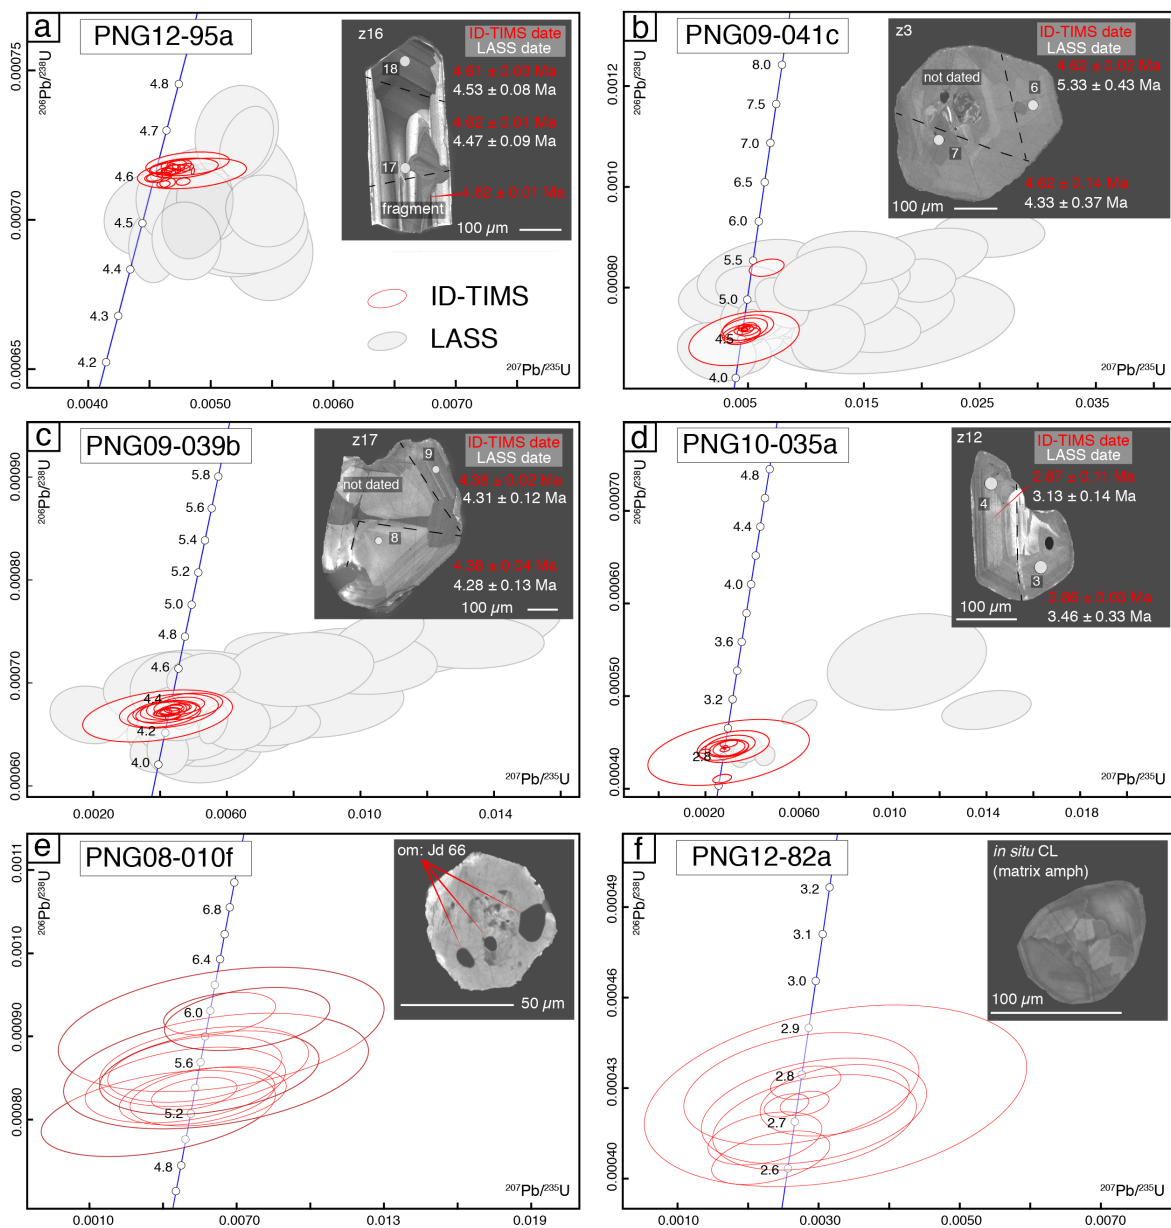 a
PNG12-95a
z16
ID-TIMS date
LASS date
18
4.61 ± 0.03 Ma
4.53 ± 0.08 Ma
4.62 ± 0.01 Ma
4.47 ± 0.09 Ma
17
4.62 ± 0.01 Ma
fragment
100 µm
ID-TIMS
LASS
206Pb/238U
0.00075
0.00070
0.00065
4.8
4.7
4.6
4.5
4.4
4.3
4.2
207Pb/235U
0.0040
0.0050
0.0060
0.0070
b
PNG09-041c
z3
ID-TIMS date
LASS date
not dated
4.62 ± 0.02 Ma
5.33 ± 0.43 Ma
6
7
4.62 ± 0.14 Ma
4.33 ± 0.37 Ma
100 µm
206Pb/238U
0.0012
0.0010
0.00080
8.0
7.5
7.0
6.5
6.0
5.5
5.0
4.5
4.0
207Pb/235U
0.005
0.015
0.025
0.035
c
PNG09-039b
z17
ID-TIMS date
LASS date
9
not dated
4.36 ± 0.02 Ma
4.31 ± 0.12 Ma
8
4.38 ± 0.04 Ma
4.28 ± 0.13 Ma
100 µm
206Pb/238U
0.00090
0.00080
0.00070
0.00060
5.8
5.6
5.4
5.2
5.0
4.8
4.6
4.4
4.2
4.0
207Pb/235U
0.0020
0.0060
0.010
0.014
d
PNG10-035a
z12
ID-TIMS date
LASS date
2.87 ± 0.11 Ma
3.13 ± 0.14 Ma
4
3
100 µm
2.86 ± 0.03 Ma
3.46 ± 0.33 Ma
206Pb/238U
0.00070
0.00060
0.00050
0.00040
4.8
4.4
4.0
3.6
3.2
2.8
207Pb/235U
0.0020
0.0060
0.010
0.014
0.018
e
PNG08-010f
om: Jd 66
50 µm
206Pb/238U
0.00011
0.00010
0.00090
0.00080
6.8
6.4
6.0
5.6
5.2
4.8
207Pb/235U
0.0010
0.0070
0.013
0.019
f
PNG12-82a
in situ CL
(matrix amph)
100 µm
206Pb/238U
0.00049
0.00046
0.00043
0.00040
3.2
3.1
3.0
2.9
2.8
2.7
2.6
207Pb/235U
0.0010
0.0030
0.0050
0.0070